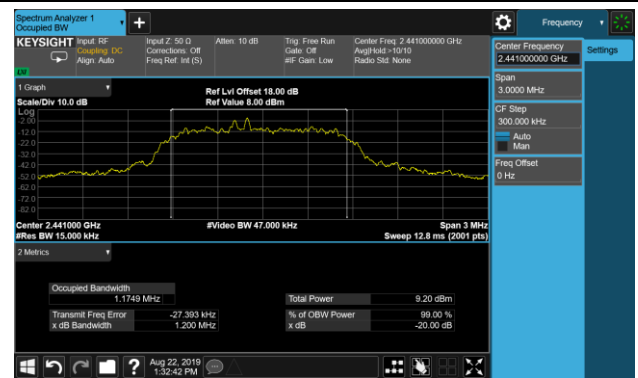 Spectrum Analyzer 1
Occupied BW
+
Frequency
KEYSIGHT Input: RF Input Z: 50 Ω Atten: 10 dB Trig: Free Run Center Freq: 2.441000000 GHz
Coupling: DC Corrections: Off Gate: Off Avg|Hold:>10/10
Align: Auto Freq Ref: Int (S) #IF Gain: Low Radio Std: None
LXI
Center Frequency
2.441000000 GHz
Settings
Span
3.0000 MHz
CF Step
300.000 kHz
Auto
Man
Freq Offset
0 Hz
1 Graph
Ref Lvl Offset 18.00 dB
Scale/Div 10.0 dB Ref Value 8.00 dBm
Log
-2.00
-12.0
-22.0
-32.0
-42.0
-52.0
-62.0
-72.0
-82.0
Center 2.441000 GHz #Video BW 47.000 kHz Span 3 MHz
#Res BW 15.000 kHz Sweep 12.8 ms (2001 pts)
2 Metrics
Occupied Bandwidth
1.1749 MHz Total Power 9.20 dBm
Transmit Freq Error -27.393 kHz % of OBW Power 99.00 %
x dB Bandwidth 1.200 MHz x dB -20.00 dB
? Aug 22, 2019
1:32:42 PM